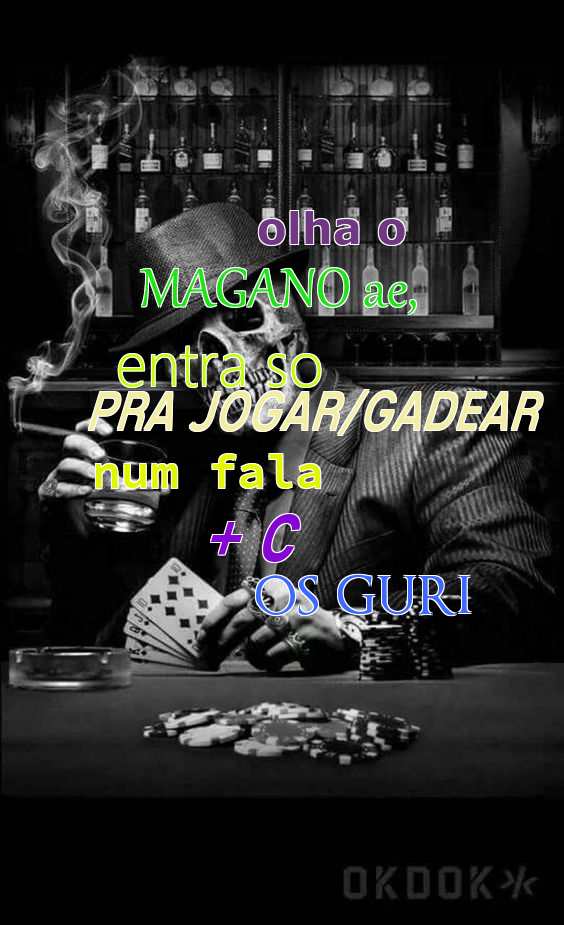 olha o
MAGANO ae,
entra so
PRA JOGAR/GADEAR
num fala
+ C
OS GURI
OKDOK